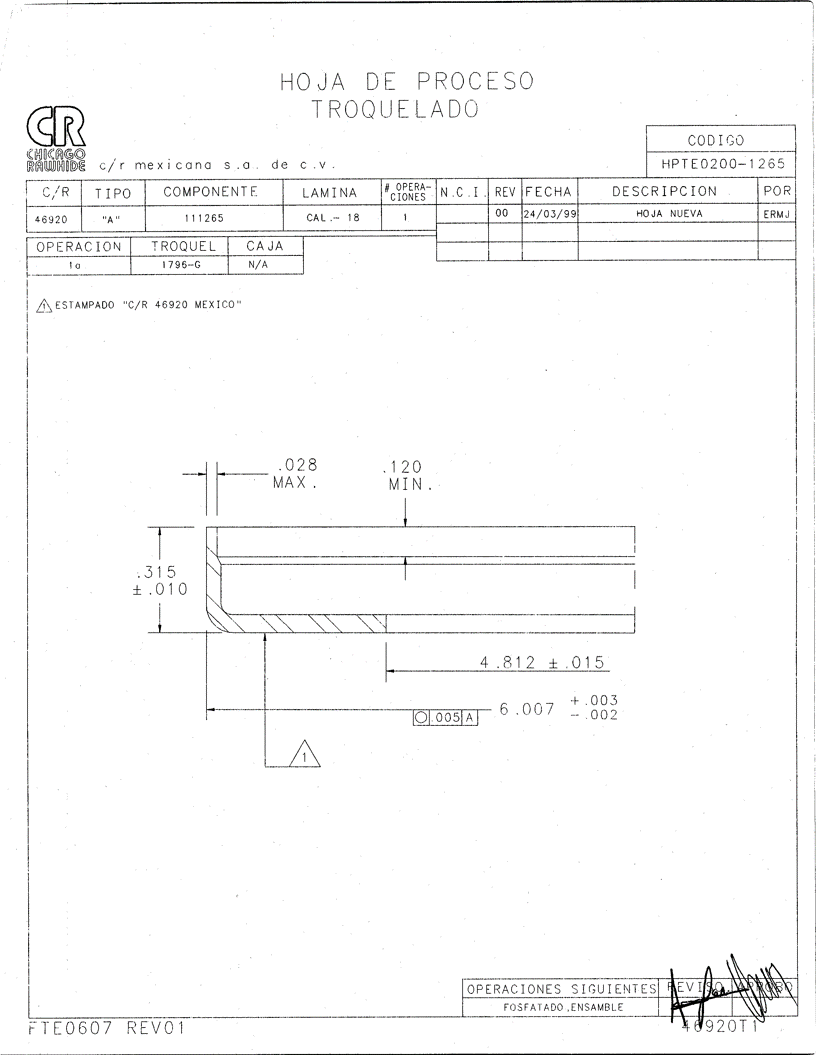 HOJA DE PROCESO
TROQUELADO
CR
CHICAGO
RAWHIDE
c/r mexicana s.a. de c.v.
CODIGO
HPTE0200-1265
C/R TIPO COMPONENTE LAMINA # OPERA-CIONES N.C.I. REV FECHA DESCRIPCION POR
46920 "A" 111265 CAL.- 18 1 00 24/03/99 HOJA NUEVA ERMJ
OPERACION TROQUEL CAJA
1a 1795-G N/A
1 ESTAMPADO "C/R 46920 MEXICO"
.028
MAX.
.120
MIN.
.315
±.010
4.812 ±.015
6.007 +.003
-.002
.005 A
1
OPERACIONES SIGUIENTES REVISO APROBO
FOSFATADO,ENSAMBLE
FTE0607 REV01
46920T1